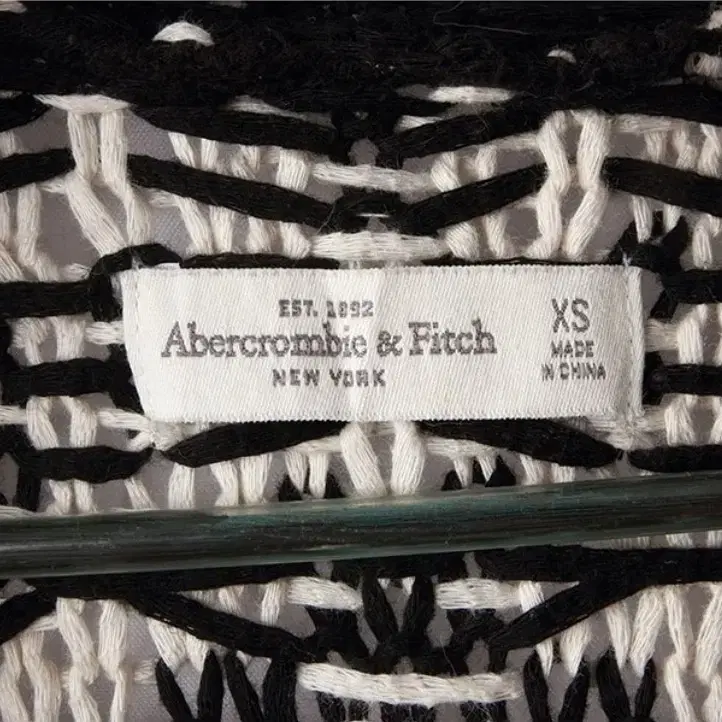 EST. 1892
Abercrombie & Fitch
NEW YORK
XS
MADE
IN CHINA